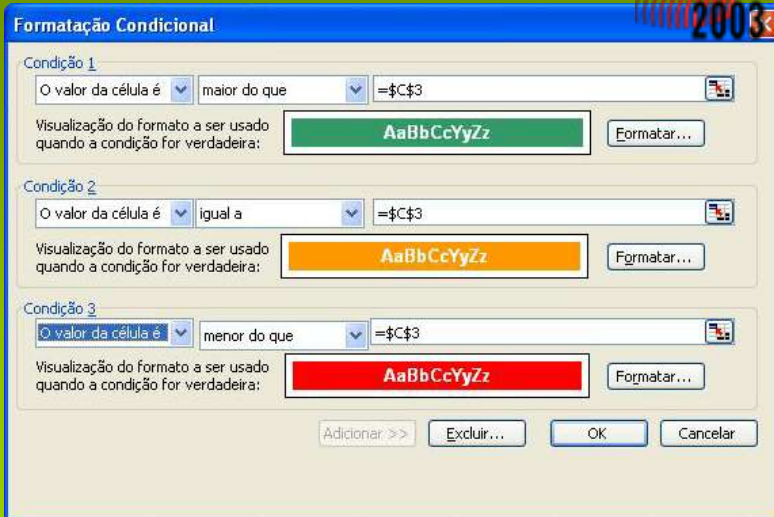 2003
Formatação Condicional
Condição 1
O valor da célula é maior do que =$C$3
Visualização do formato a ser usado
quando a condição for verdadeira:
AaBbCcYyZz
Formatar...
Condição 2
O valor da célula é igual a =$C$3
Visualização do formato a ser usado
quando a condição for verdadeira:
AaBbCcYyZz
Formatar...
Condição 3
O valor da célula é menor do que =$C$3
Visualização do formato a ser usado
quando a condição for verdadeira:
AaBbCcYyZz
Formatar...
Adicionar >> Excluir... OK Cancelar